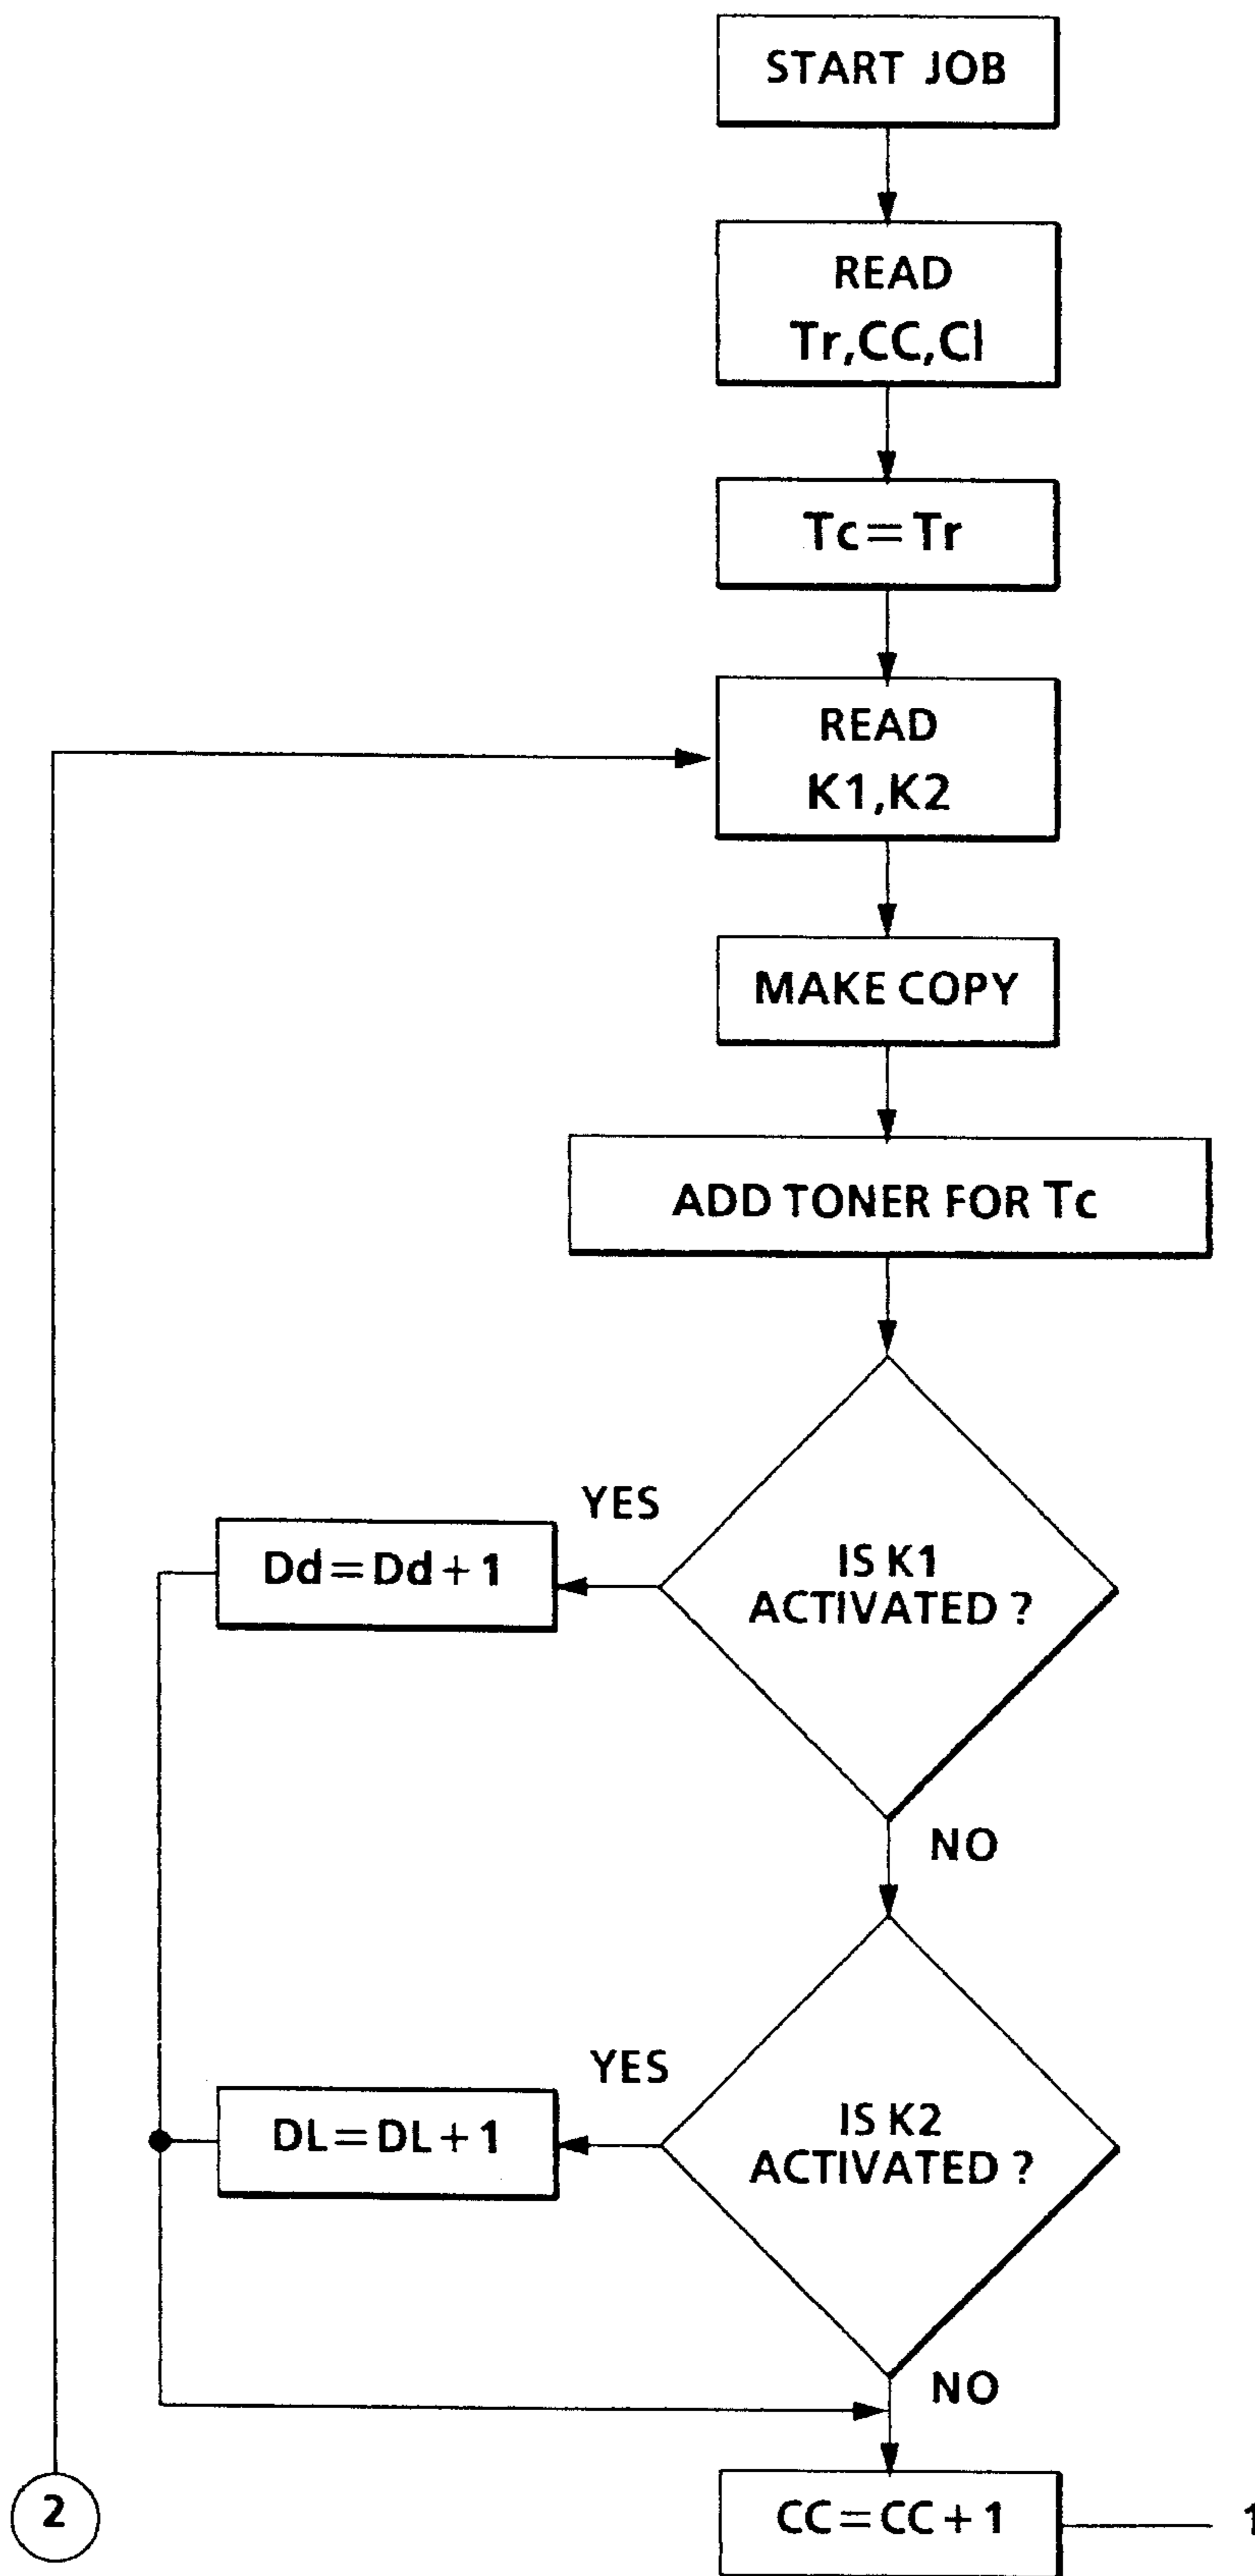 START JOB
READ
Tr,CC,Cl
Tc=Tr
READ
K1,K2
MAKE COPY
ADD TONER FOR Tc
YES
Dd=Dd+1
IS K1
ACTIVATED ?
NO
YES
DL=DL+1
IS K2
ACTIVATED ?
NO
2
CC=CC+1
1